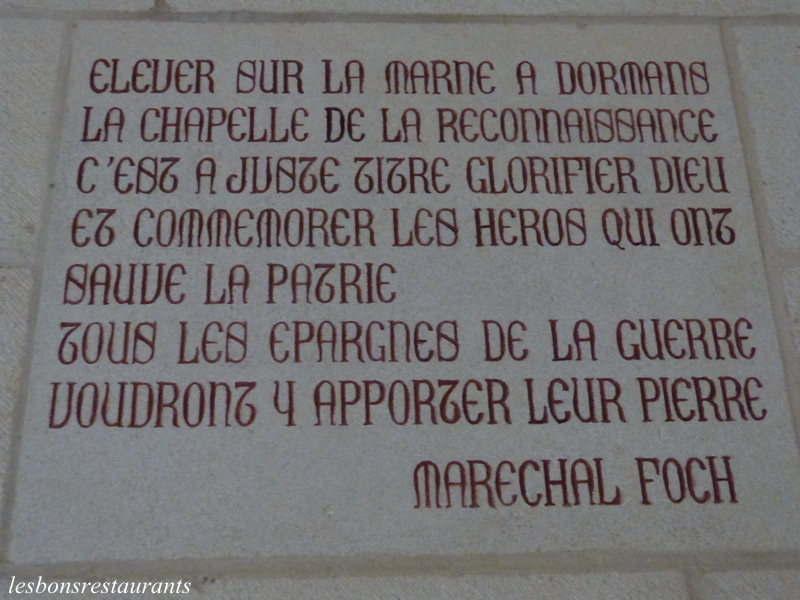 ELEVER SUR LA MARNE A DORMANS
LA CHAPELLE DE LA RECONNAISSANCE
C'EST A JUSTE TITRE GLORIFIER DIEU
ET COMMEMORER LES HEROS QUI ONT
SAUVE LA PATRIE
TOUS LES EPARGNES DE LA GUERRE
VOUDRONT Y APPORTER LEUR PIERRE
MARECHAL FOCH
lesbonsrestaurants